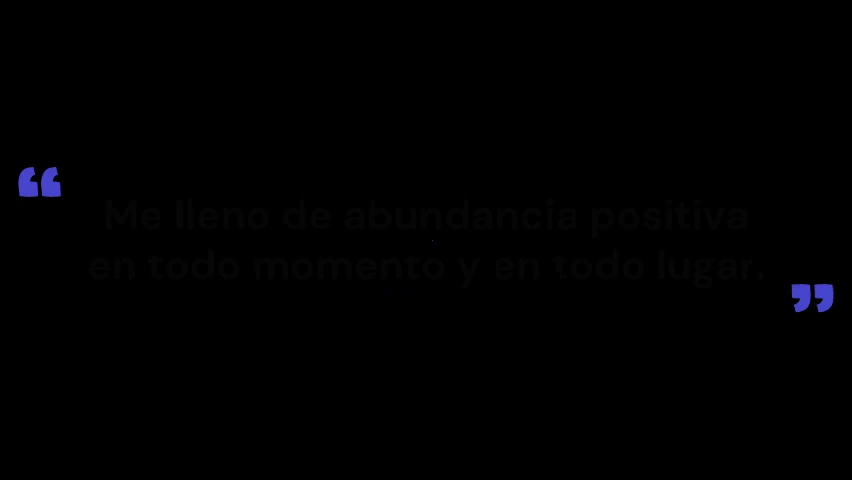 “
Me lleno de abundancia positiva
en todo momento y en todo lugar.
”